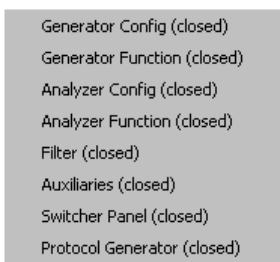 Generator Config (closed)
Generator Function (closed)
Analyzer Config (closed)
Analyzer Function (closed)
Filter (closed)
Auxiliaries (closed)
Switcher Panel (closed)
Protocol Generator (closed)